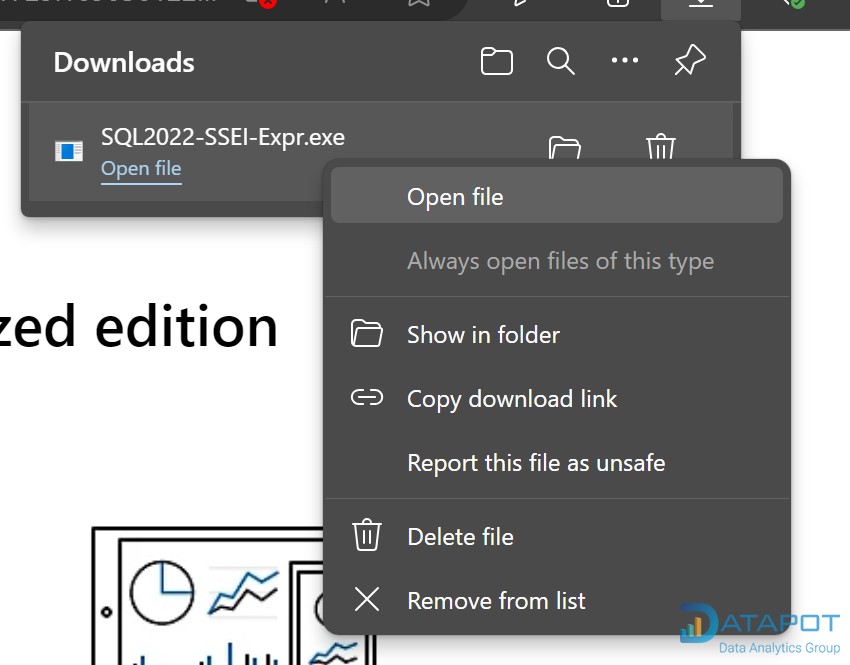 Downloads
SQL2022-SSEI-Expr.exe
Open file
Open file
Always open files of this type
Show in folder
Copy download link
Report this file as unsafe
Delete file
Remove from list
zed edition
DATAPOT
Data Analytics Group